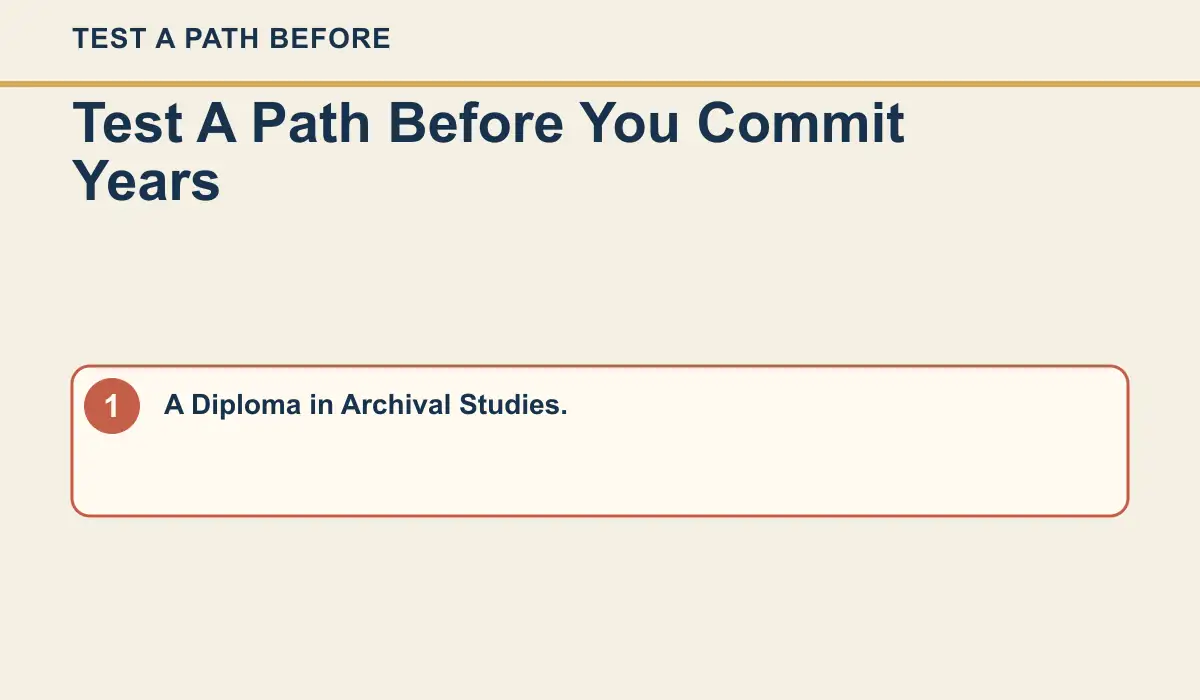 TEST A PATH BEFORE
Test A Path Before You Commit
Years
1
A Diploma in Archival Studies.